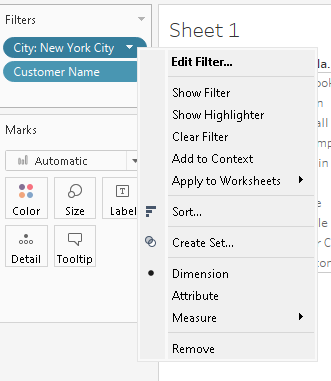 Filters
City: New York City
Customer Name
Marks
Automatic
Color
Size
Label
Detail
Tooltip
Sheet 1
Edit Filter...
Show Filter
Show Highlighter
Clear Filter
Add to Context
Apply to Worksheets
Sort...
Create Set...
Dimension
Attribute
Measure
Remove